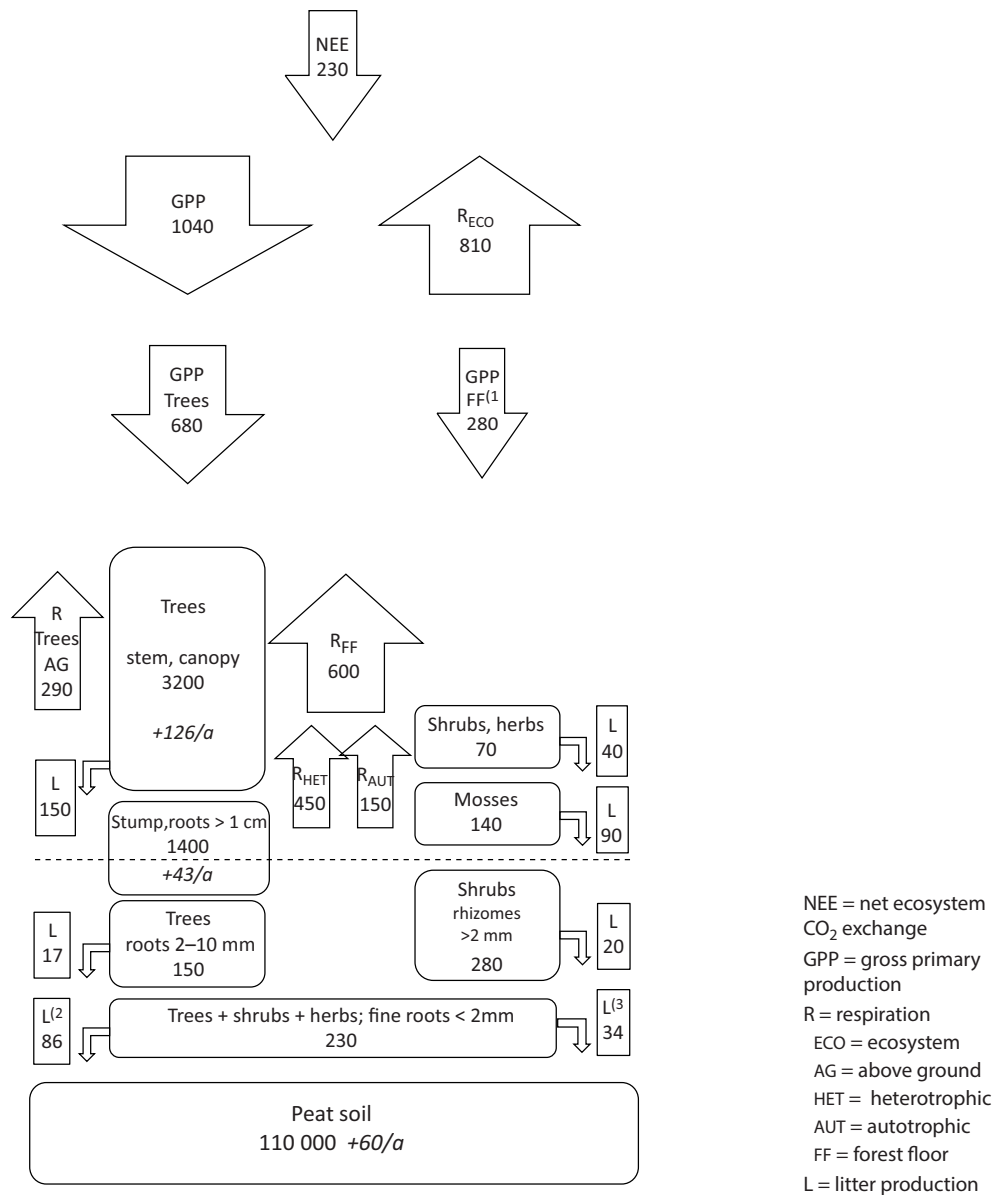 NEE
230
GPP
1040
R_ECO
810
GPP
Trees
680
GPP
FF(1
280
R
Trees
AG
290
Trees
stem, canopy
3200
+126/a
R_FF
600
R_HET
450
R_AUT
150
Shrubs, herbs
70
L
40
L
150
Mosses
140
L
90
Stump,roots > 1 cm
1400
+43/a
Shrubs
rhizomes
>2 mm
280
L
20
L
17
Trees
roots 2–10 mm
150
L(2
86
Trees + shrubs + herbs; fine roots < 2mm
230
L(3
34
Peat soil
110 000 +60/a
NEE = net ecosystem
CO2 exchange
GPP = gross primary
production
R = respiration
ECO = ecosystem
AG = above ground
HET = heterotrophic
AUT = autotrophic
FF = forest floor
L = litter production